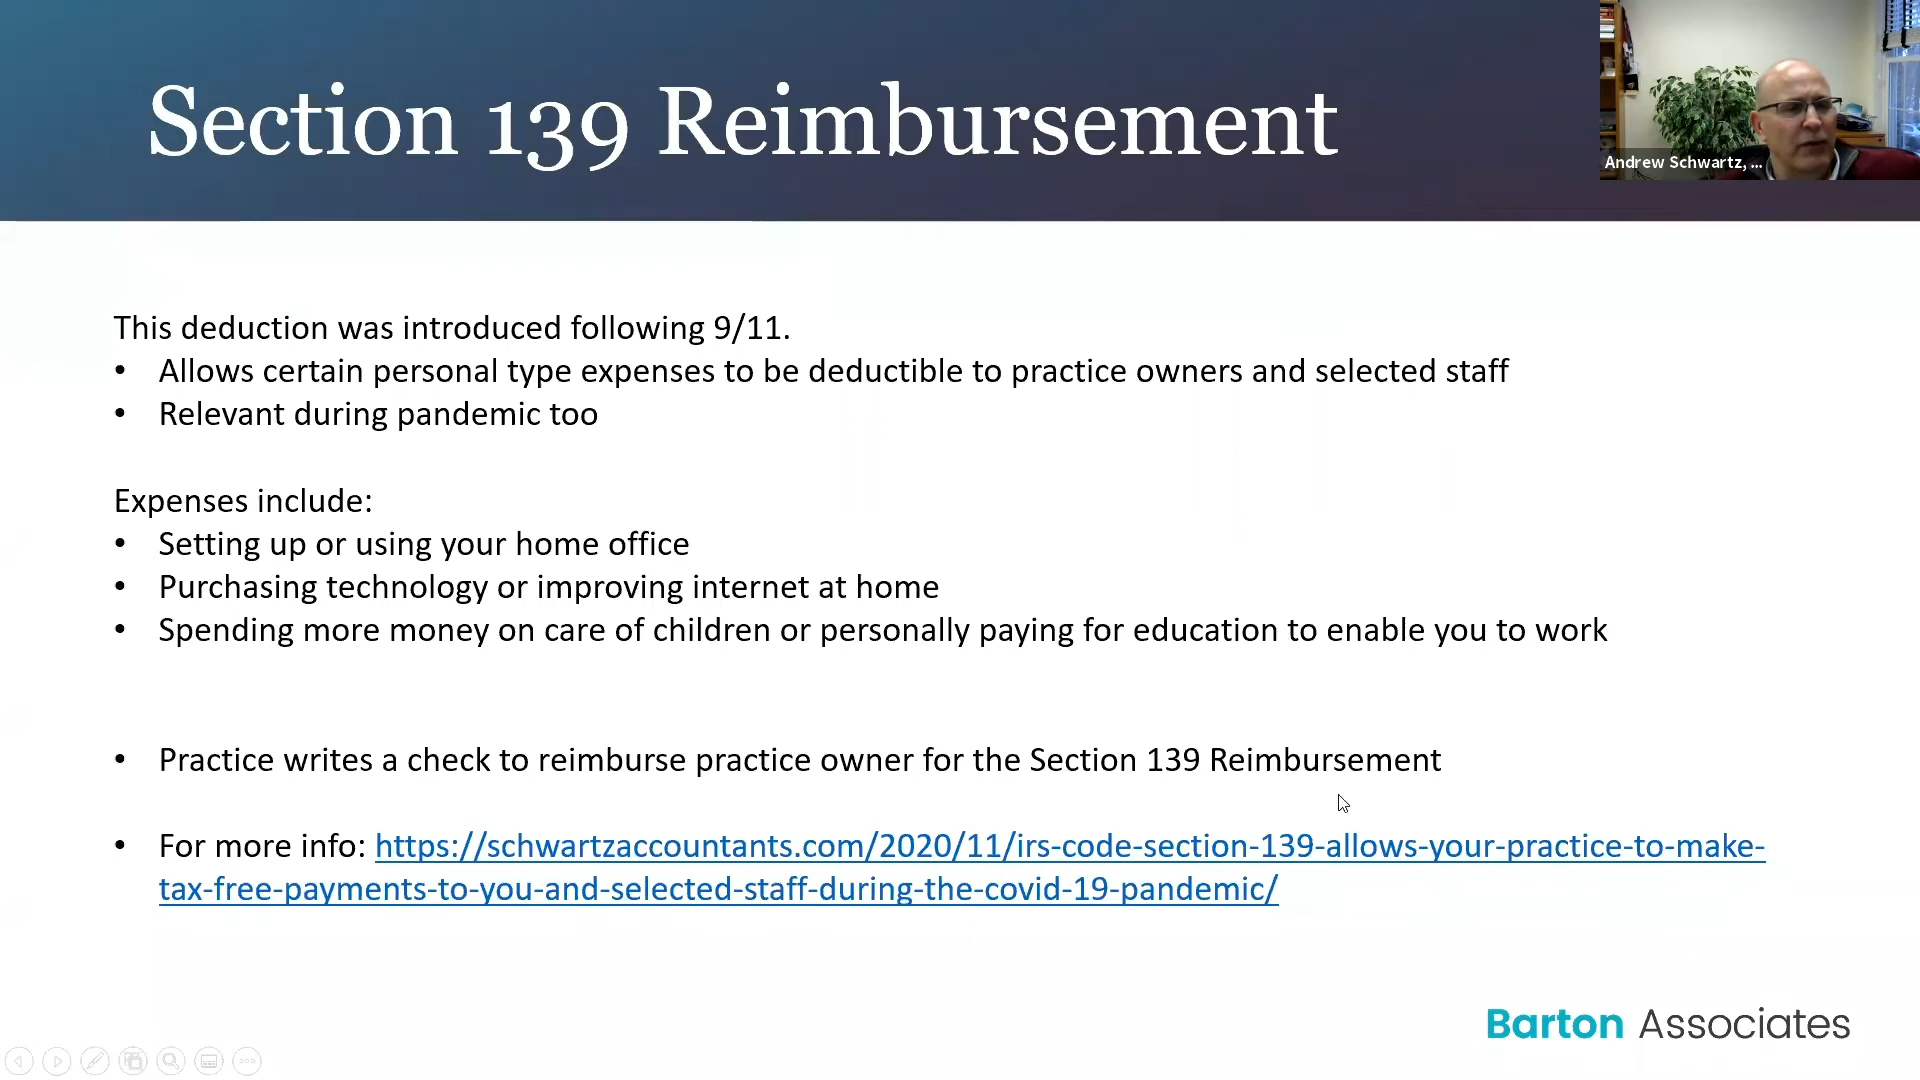 Section 139 Reimbursement
Andrew Schwartz, ...
This deduction was introduced following 9/11.
• Allows certain personal type expenses to be deductible to practice owners and selected staff
• Relevant during pandemic too
Expenses include:
• Setting up or using your home office
• Purchasing technology or improving internet at home
• Spending more money on care of children or personally paying for education to enable you to work
• Practice writes a check to reimburse practice owner for the Section 139 Reimbursement
• For more info: https://schwartzaccountants.com/2020/11/irs-code-section-139-allows-your-practice-to-make-
tax-free-payments-to-you-and-selected-staff-during-the-covid-19-pandemic/
Barton Associates